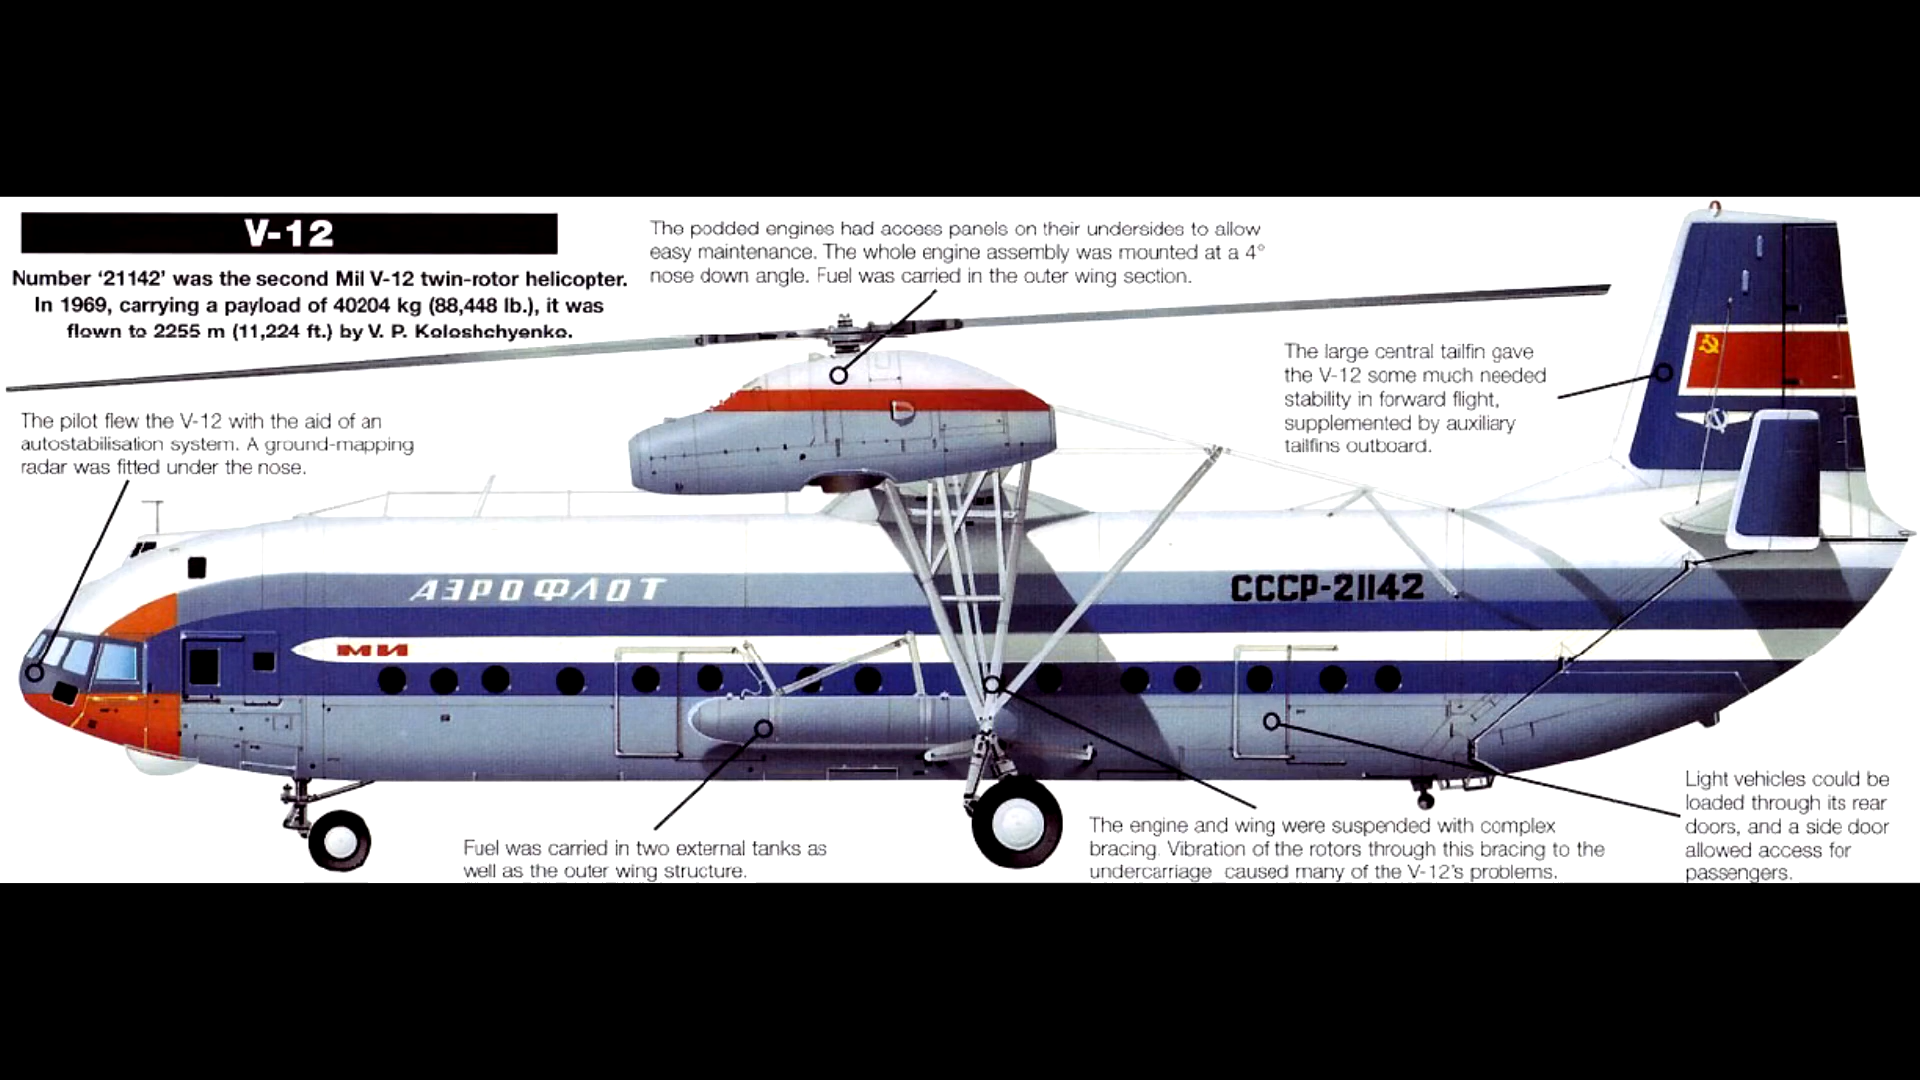 V-12
Number ‘21142’ was the second Mil V-12 twin-rotor helicopter.
In 1969, carrying a payload of 40204 kg (88,448 lb.), it was
flown to 2255 m (11,224 ft.) by V. P. Koloshchyenko.
The podded engines had access panels on their undersides to allow
easy maintenance. The whole engine assembly was mounted at a 4°
nose down angle. Fuel was carried in the outer wing section.
The large central tailfin gave
the V-12 some much needed
stability in forward flight,
supplemented by auxiliary
tailfins outboard.
The pilot flew the V-12 with the aid of an
autostabilisation system. A ground-mapping
radar was fitted under the nose.
АЭРОФЛОТ
СССР-21142
МИ
Fuel was carried in two external tanks as
well as the outer wing structure.
The engine and wing were suspended with complex
bracing. Vibration of the rotors through this bracing to the
undercarriage caused many of the V-12's problems.
Light vehicles could be
loaded through its rear
doors, and a side door
allowed access for
passengers.